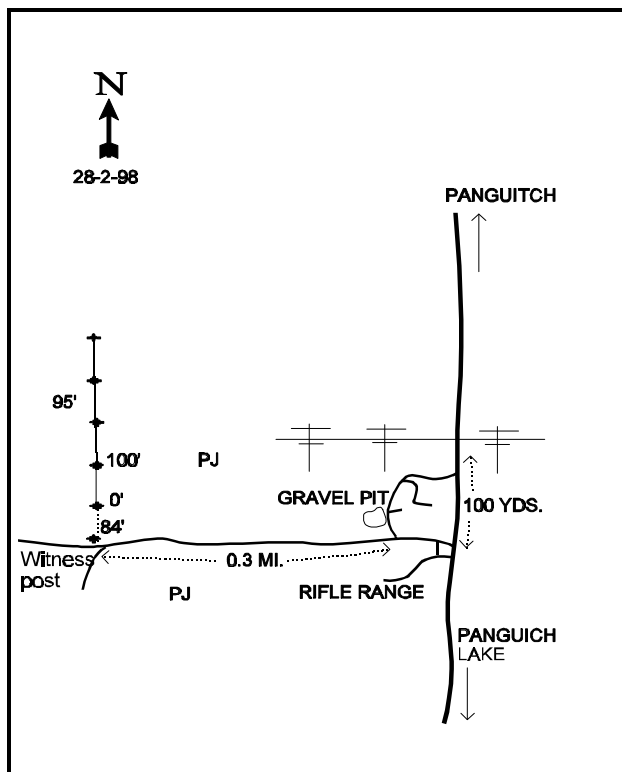 N
28-2-98
PANGUITCH
95'
100'
PJ
GRAVEL PIT
0'
100 YDS.
84'
Witness
post
0.3 MI.
PJ
RIFLE RANGE
PANGUICH
LAKE